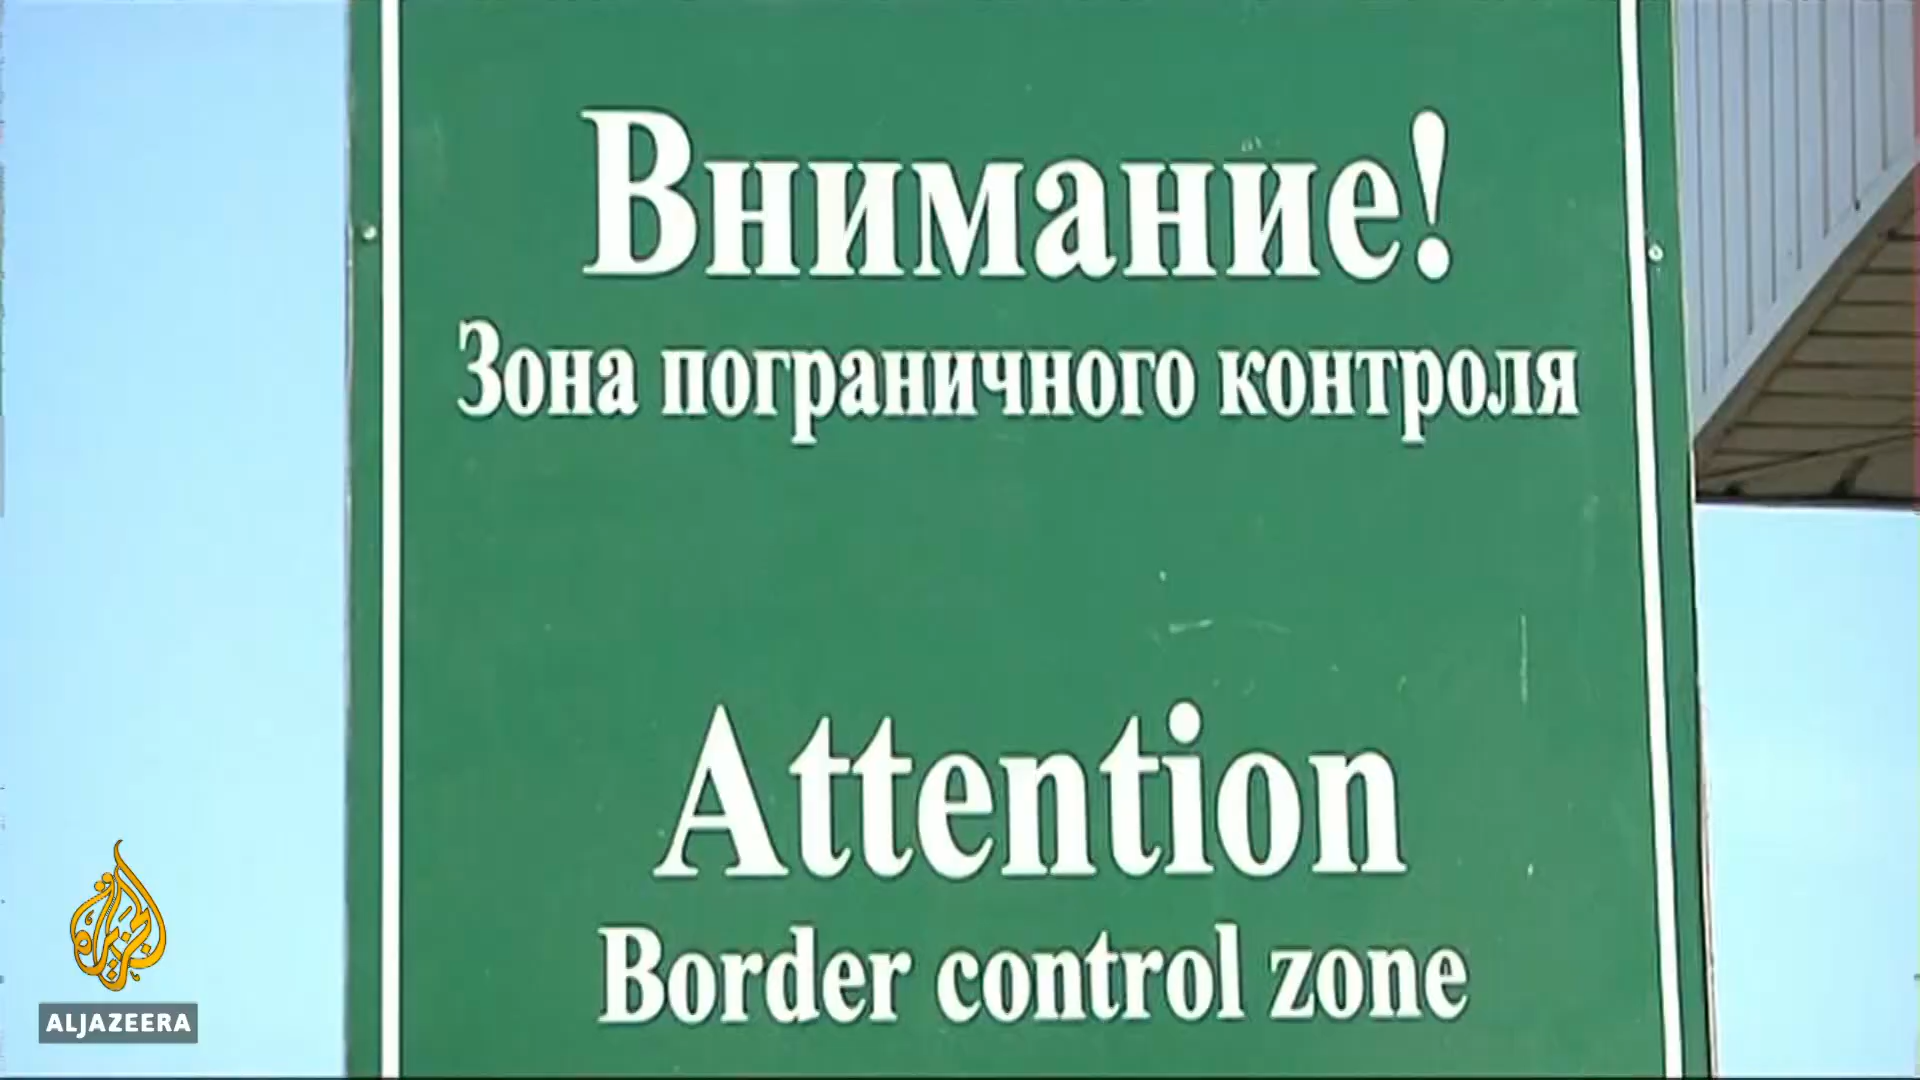 Внимание!
Зона пограничного контроля
Attention
Border control zone
ALJAZEERA